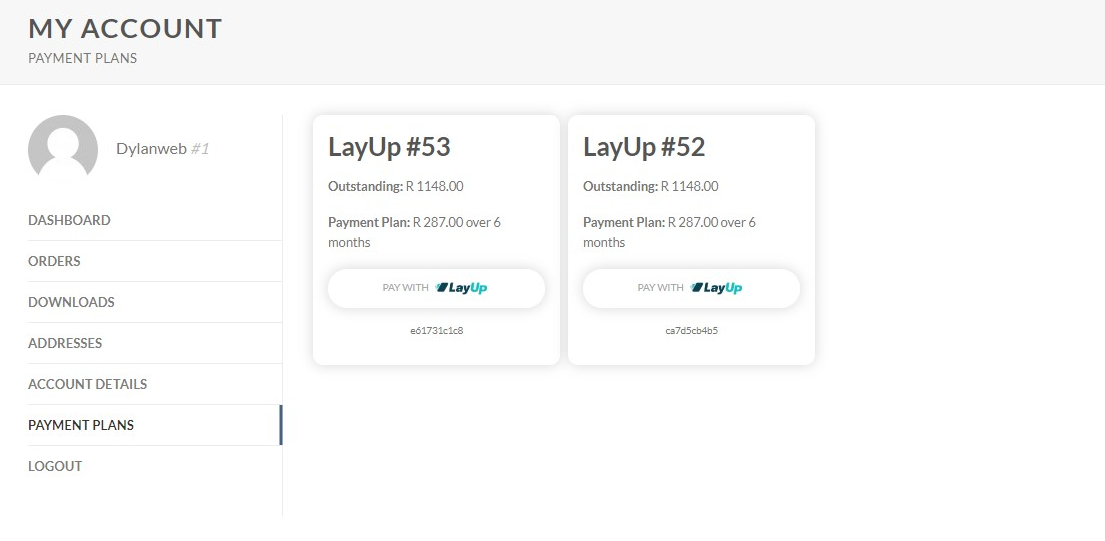 MY ACCOUNT
PAYMENT PLANS
Dylanweb #1
DASHBOARD
ORDERS
DOWNLOADS
ADDRESSES
ACCOUNT DETAILS
PAYMENT PLANS
LOGOUT
LayUp #53
Outstanding: R 1148.00
Payment Plan: R 287.00 over 6
months
PAY WITH LayUp
e61731c1c8
LayUp #52
Outstanding: R 1148.00
Payment Plan: R 287.00 over 6
months
PAY WITH LayUp
ca7d5cb4b5